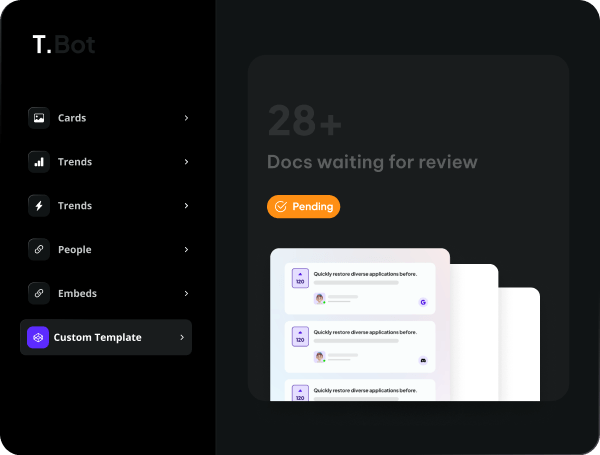 T.Bot
Cards
Trends
Trends
People
Embeds
Custom Template
28+
Docs waiting for review
Pending
120
Quickly restore diverse applications before.
G
120
Quickly restore diverse applications before.
120
Quickly restore diverse applications before.